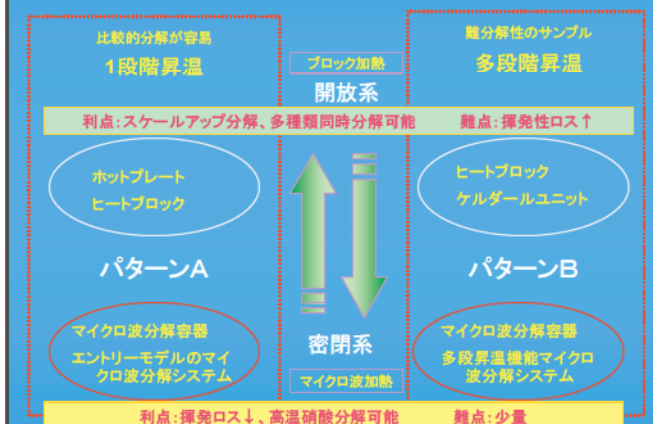 比較的分解が容易
1段階昇温
ブロック加熱
開放系
難分解性のサンプル
多段階昇温
利点:スケールアップ分解、多種類同時分解可能 難点:揮発性ロス↑
ホットプレート
ヒートブロック
ヒートブロック
ケルダールユニット
パターンA
パターンB
マイクロ波分解容器
エントリーモデルのマイ
クロ波分解システム
密閉系
マイクロ波加熱
マイクロ波分解容器
多段昇温機能マイクロ
波分解システム
利点:揮発ロス↓、高温硝酸分解可能 難点:少量